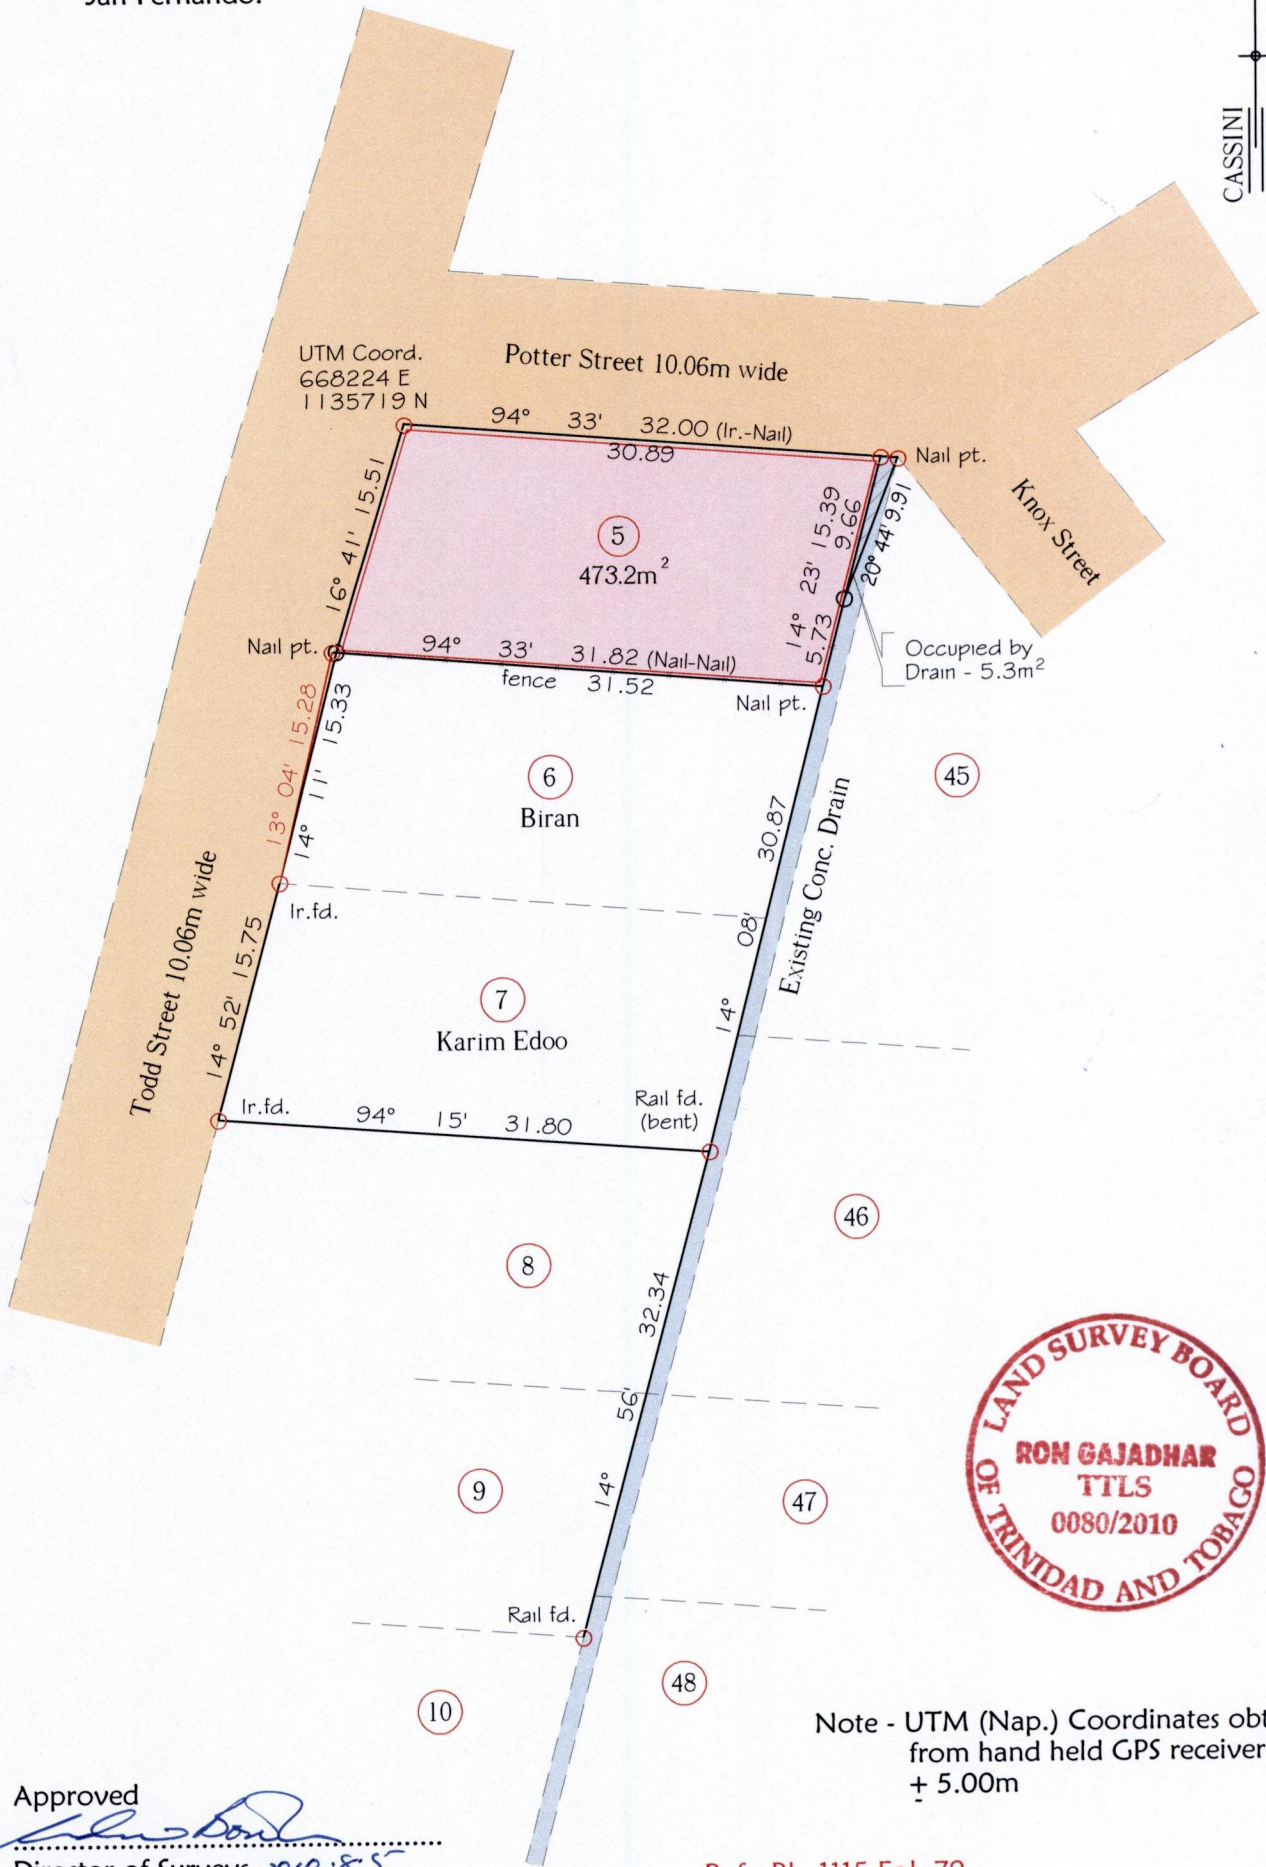 San Fernando.
CASSINI
UTM Coord.
668224 E
1135719 N
Potter Street 10.06m wide
94° 33' 32.00 (Ir.-Nail)
30.89
Nail pt.
Knox Street
16° 41' 15.51
5
473.2m²
14° 23' 15.39
9.66
5.73
20° 44' 9.91
Occupied by
Drain - 5.3m²
Nail pt.
94° 33' 31.82 (Nail-Nail)
fence 31.52
Nail pt.
13° 04' 15.28
14° 11' 15.33
6
Biran
45
14° 08' 30.87
Existing Conc. Drain
Ir.fd.
Todd Street 10.06m wide
14° 52' 15.75
7
Karim Edoo
Ir.fd.
94° 15' 31.80
Rail fd.
(bent)
46
8
14° 56' 32.34
9
47
LAND SURVEY BOARD
OF TRINIDAD AND TOBAGO
RON GAJADHAR
TTLS
0080/2010
Rail fd.
48
10
Note - UTM (Nap.) Coordinates obt
from hand held GPS receiver
± 5.00m
Approved
Director of Surveys